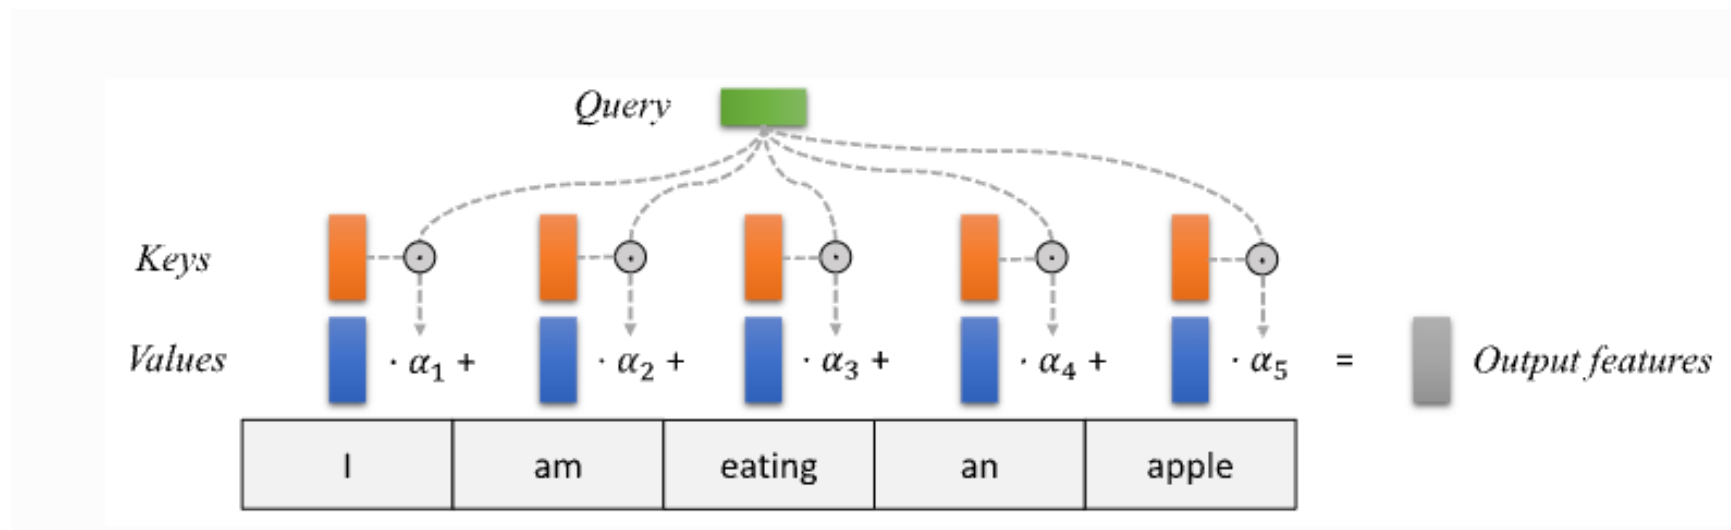 Query
Keys
Values · α₁ + · α₂ + · α₃ + · α₄ + · α₅ = Output features
I am eating an apple